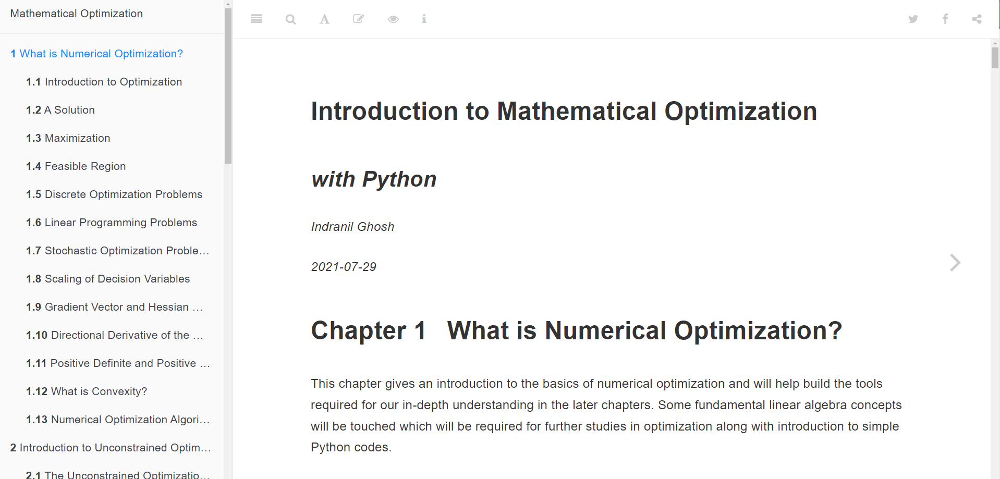 Mathematical Optimization
1 What is Numerical Optimization?
1.1 Introduction to Optimization
1.2 A Solution
1.3 Maximization
1.4 Feasible Region
1.5 Discrete Optimization Problems
1.6 Linear Programming Problems
1.7 Stochastic Optimization Proble…
1.8 Scaling of Decision Variables
1.9 Gradient Vector and Hessian …
1.10 Directional Derivative of the …
1.11 Positive Definite and Positive …
1.12 What is Convexity?
1.13 Numerical Optimization Algori…
2 Introduction to Unconstrained Optim…
2.1 The Unconstrained Optimizatio…
Introduction to Mathematical Optimization
with Python
Indranil Ghosh
2021-07-29
Chapter 1 What is Numerical Optimization?
This chapter gives an introduction to the basics of numerical optimization and will help build the tools
required for our in-depth understanding in the later chapters. Some fundamental linear algebra concepts
will be touched which will be required for further studies in optimization along with introduction to simple
Python codes.